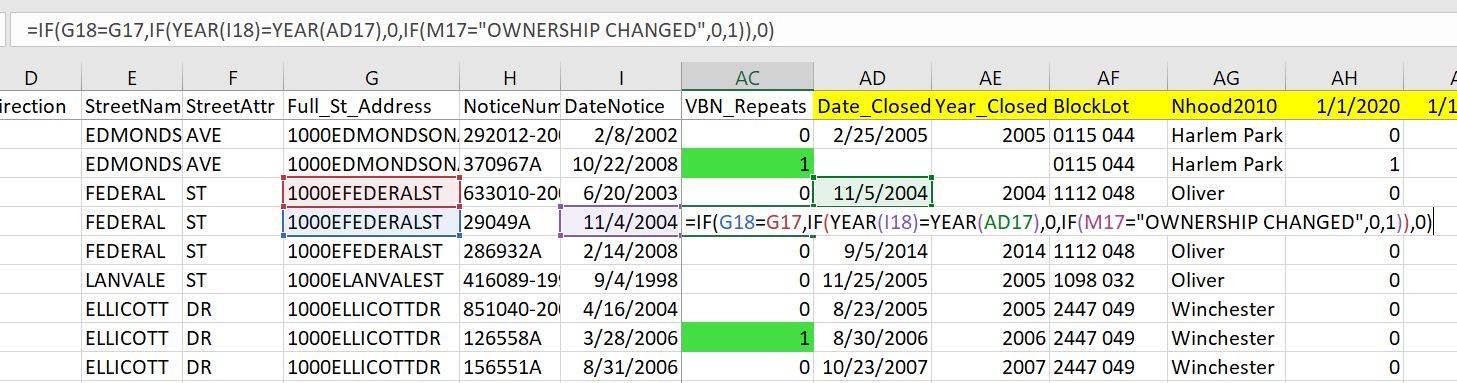 =IF(G18=G17,IF(YEAR(I18)=YEAR(AD17),0,IF(M17="OWNERSHIP CHANGED",0,1)),0)
D E F G H I AC AD AE AF AG AH
irection StreetNam StreetAttr Full_St_Address NoticeNum DateNotice VBN_Repeats Date_Closed Year_Closed BlockLot Nhood2010 1/1/2020 1/1
EDMONDS AVE 1000EDMONDSON 292012-200 2/8/2002 0 2/25/2005 2005 0115 044 Harlem Park 0
EDMONDS AVE 1000EDMONDSON 370967A 10/22/2008 1 0115 044 Harlem Park 1
FEDERAL ST 1000EFEDERALST 633010-200 6/20/2003 0 11/5/2004 2004 1112 048 Oliver 0
FEDERAL ST 1000EFEDERALST 29049A 11/4/2004 =IF(G18=G17,IF(YEAR(I18)=YEAR(AD17),0,IF(M17="OWNERSHIP CHANGED",0,1)),0)
FEDERAL ST 1000EFEDERALST 286932A 2/14/2008 0 9/5/2014 2014 1112 048 Oliver 0
LANVALE ST 1000ELANVALEST 416089-199 9/4/1998 0 11/25/2005 2005 1098 032 Oliver 0
ELLICOTT DR 1000ELLICOTTDR 851040-200 4/16/2004 0 8/23/2005 2005 2447 049 Winchester 0
ELLICOTT DR 1000ELLICOTTDR 126558A 3/28/2006 1 8/30/2006 2006 2447 049 Winchester 0
ELLICOTT DR 1000ELLICOTTDR 156551A 8/31/2006 0 10/23/2007 2007 2447 049 Winchester 0